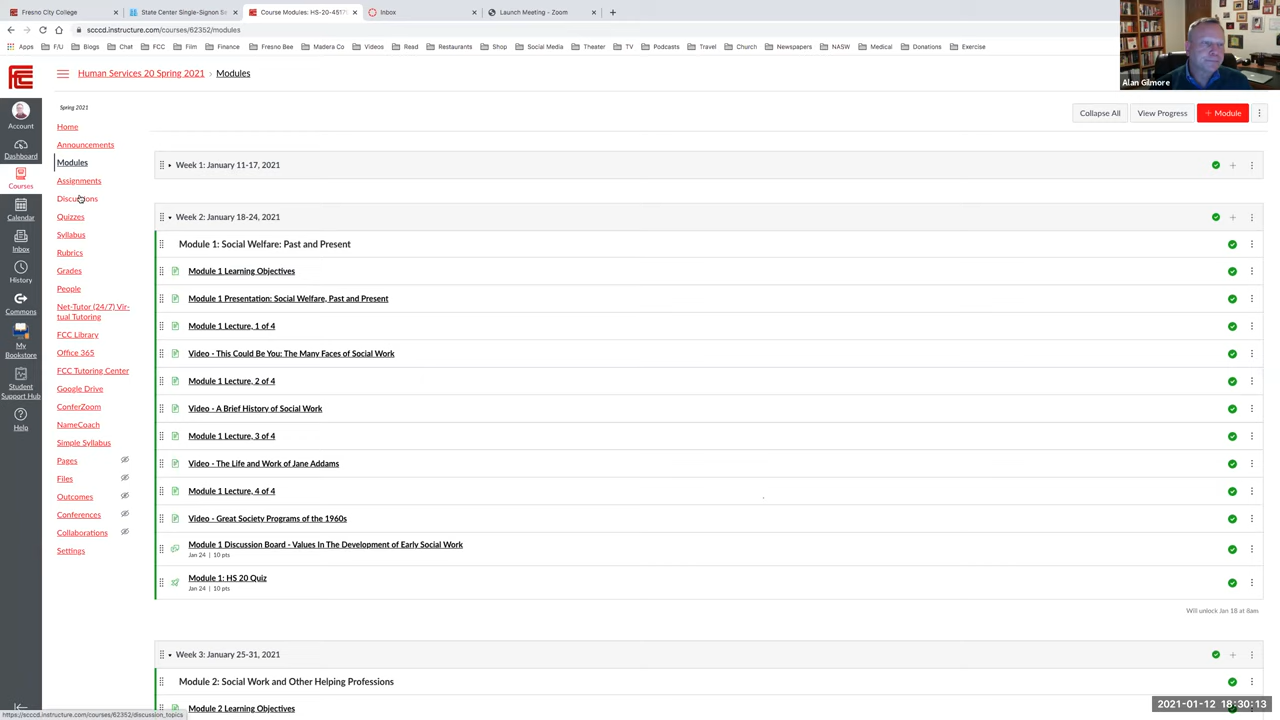 Fresno City College
State Center Single-Signon Se
Course Modules: HS-20-45170
Inbox
Launch Meeting - Zoom
scccd.instructure.com/courses/62352/modules
Apps
F/U
Blogs
Chat
FCC
Film
Finance
Fresno Bee
Madera Co
Videos
Read
Restaurants
Shop
Social Media
Theater
TV
Podcasts
Travel
Church
Newspapers
NASW
Medical
Donations
Exercise
Alan Gilmore
Human Services 20 Spring 2021 › Modules
Account
Dashboard
Courses
Calendar
Inbox
History
Commons
My
Bookstore
Student
Support Hub
Help
Spring 2021
Home
Announcements
Modules
Assignments
Discussions
Quizzes
Syllabus
Rubrics
Grades
People
Net-Tutor (24/7) Vir-
tual Tutoring
FCC Library
Office 365
FCC Tutoring Center
Google Drive
ConferZoom
NameCoach
Simple Syllabus
Pages
Files
Outcomes
Conferences
Collaborations
Settings
Collapse All
View Progress
+ Module
Week 1: January 11-17, 2021
Week 2: January 18-24, 2021
Module 1: Social Welfare: Past and Present
Module 1 Learning Objectives
Module 1 Presentation: Social Welfare, Past and Present
Module 1 Lecture, 1 of 4
Video - This Could Be You: The Many Faces of Social Work
Module 1 Lecture, 2 of 4
Video - A Brief History of Social Work
Module 1 Lecture, 3 of 4
Video - The Life and Work of Jane Addams
Module 1 Lecture, 4 of 4
Video - Great Society Programs of the 1960s
Module 1 Discussion Board - Values In The Development of Early Social Work
Jan 24 | 10 pts
Module 1: HS 20 Quiz
Jan 24 | 10 pts
Will unlock Jan 18 at 8am
Week 3: January 25-31, 2021
Module 2: Social Work and Other Helping Professions
Module 2 Learning Objectives
https://scccd.instructure.com/courses/62352/discussion_topics
2021-01-12 18:30:13